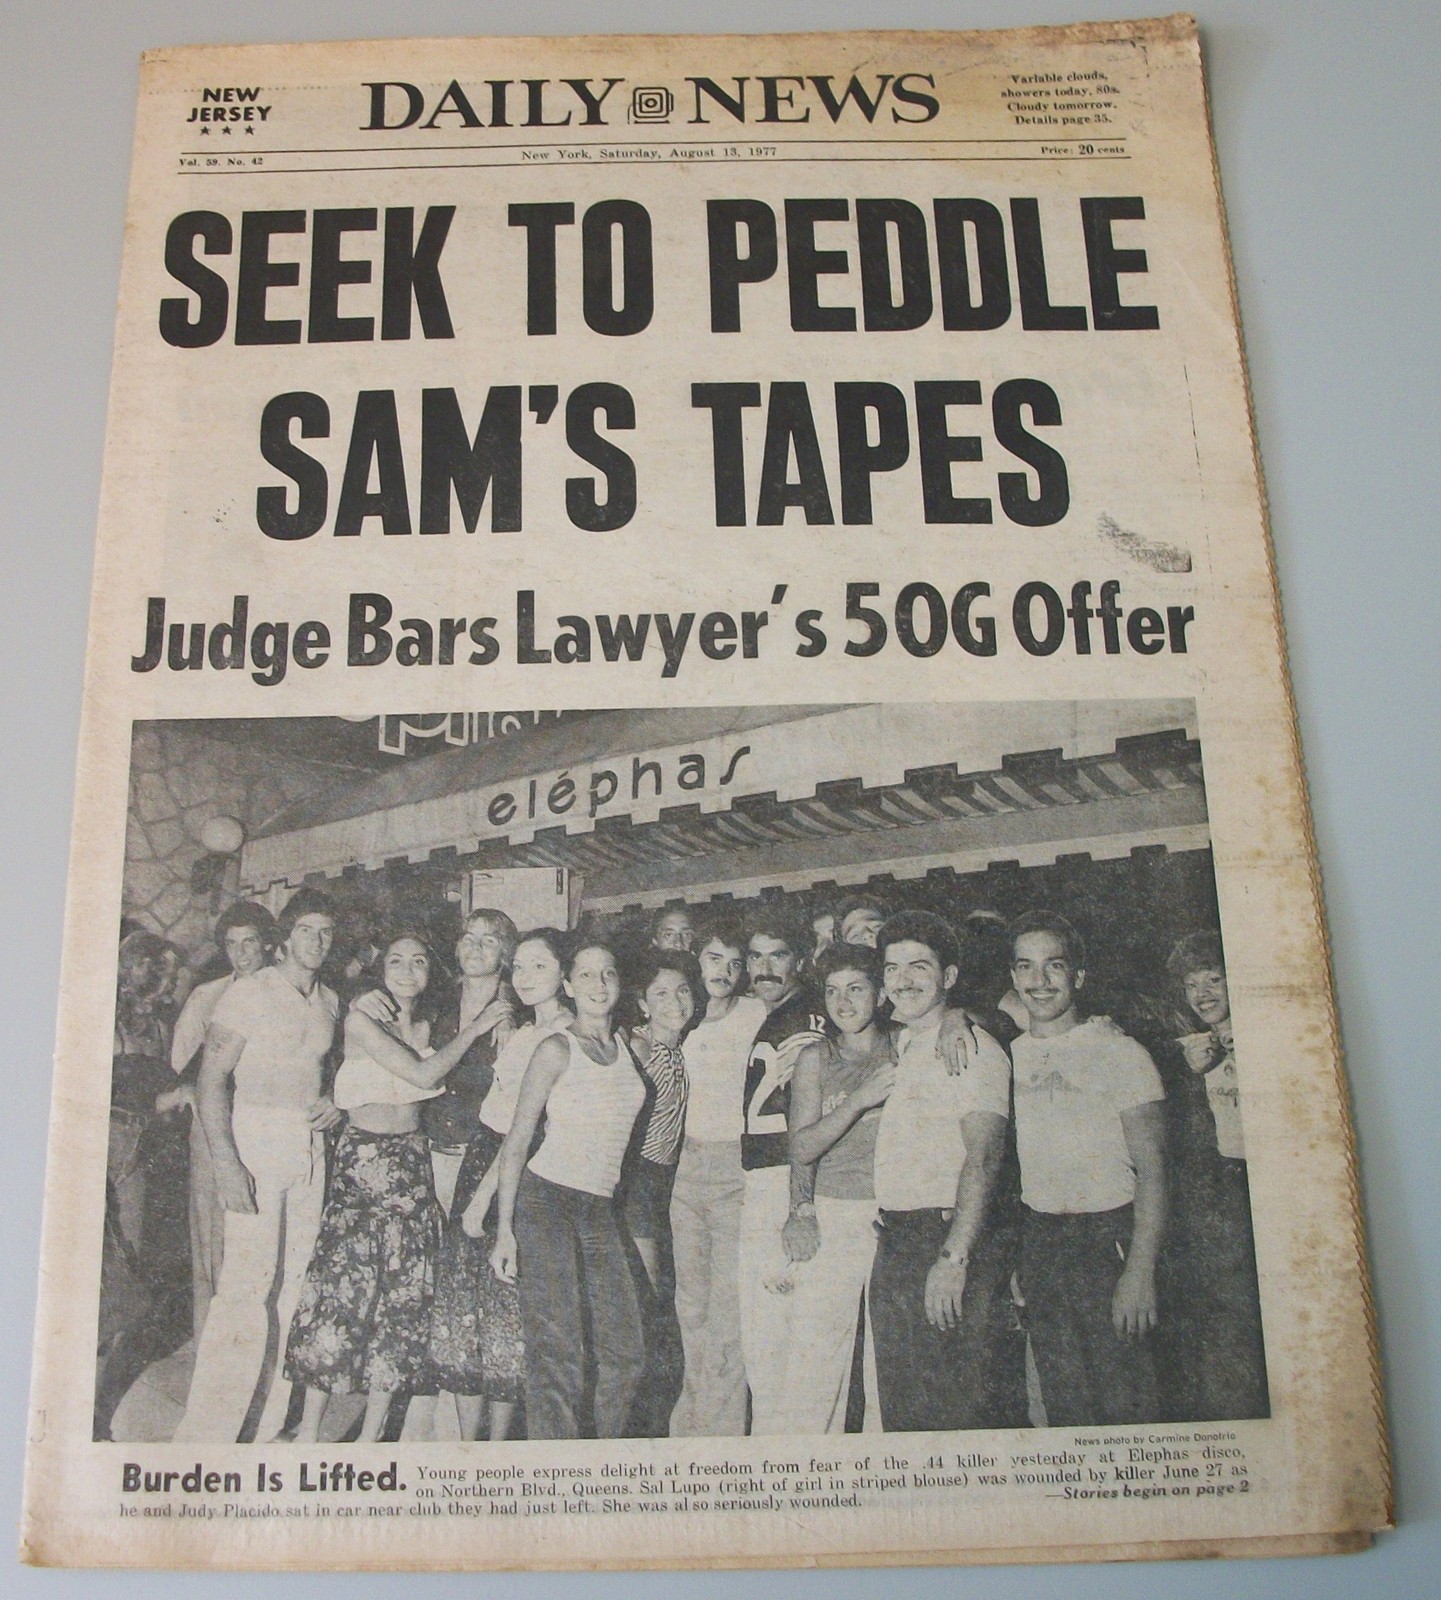 NEW
JERSEY
★ ★ ★
DAILY NEWS
Variable clouds,
showers today, 80s.
Cloudy tomorrow.
Details page 35.
Vol. 59. No. 42
New York, Saturday, August 13, 1977
Price: 20 cents
SEEK TO PEDDLE
SAM'S TAPES
Judge Bars Lawyer's 50G Offer
eléphas
12
2
News photo by Carmine Donofrio
Burden Is Lifted. Young people express delight at freedom from fear of the .44 killer yesterday at Elephas disco,
on Northern Blvd., Queens. Sal Lupo (right of girl in striped blouse) was wounded by killer June 27 as
he and Judy Placido sat in car near club they had just left. She was also seriously wounded.
—Stories begin on page 2